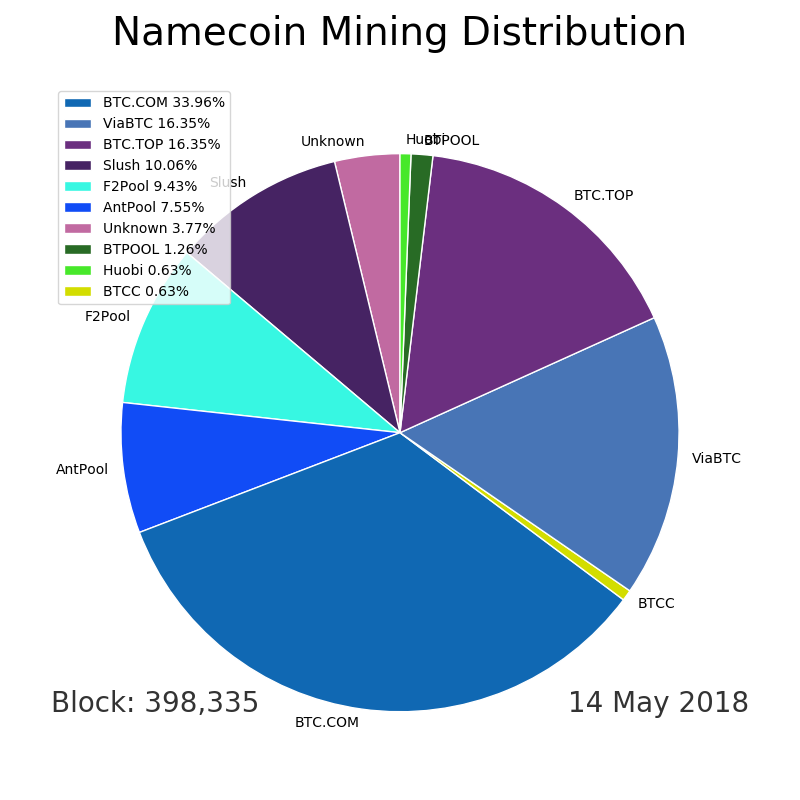 Namecoin Mining Distribution
BTC.COM 33.96%
ViaBTC 16.35%
BTC.TOP 16.35%
Slush 10.06%
F2Pool 9.43%
AntPool 7.55%
Unknown 3.77%
BTPOOL 1.26%
Huobi 0.63%
BTCC 0.63%
Unknown
Huobi
BTPOOL
Slush
BTC.TOP
F2Pool
ViaBTC
AntPool
BTCC
BTC.COM
Block: 398,335
14 May 2018